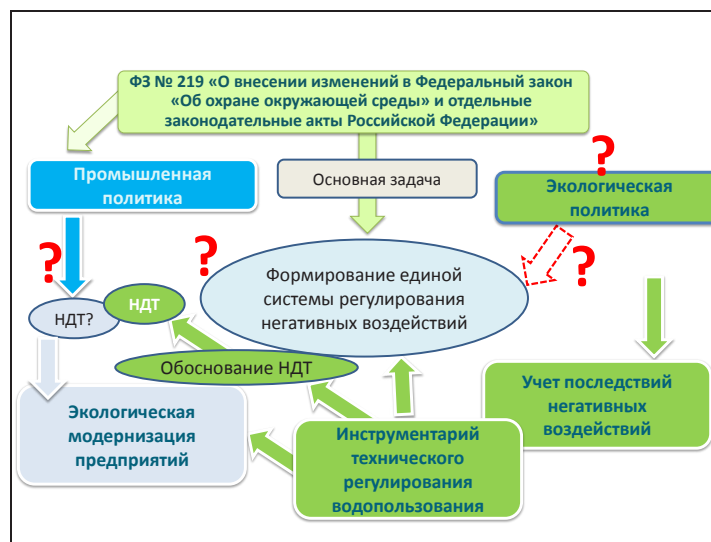 ФЗ № 219 «О внесении изменений в Федеральный закон
«Об охране окружающей среды» и отдельные
законодательные акты Российской Федерации»
Промышленная
политика
Основная задача
?
Экологическая
политика
?
?
?
Формирование единой
системы регулирования
негативных воздействий
НДТ?
НДТ
Обоснование НДТ
Экологическая
модернизация
предприятий
Инструментарий
технического
регулирования
водопользования
Учет последствий
негативных
воздействий